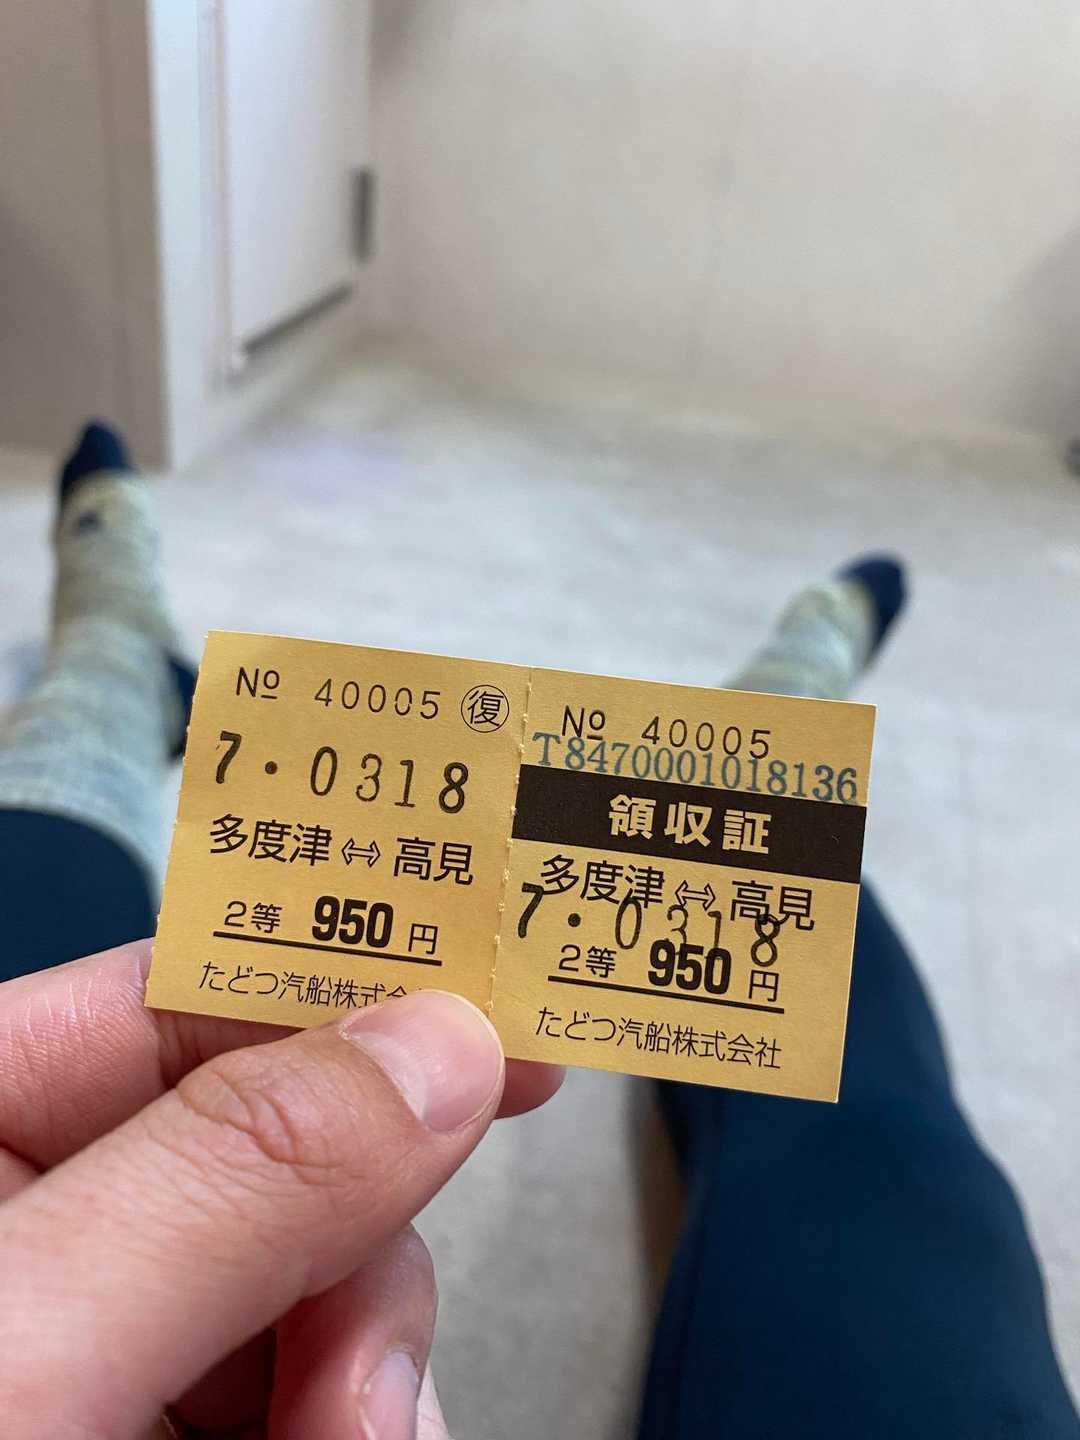 № 40005 ㊝復
7・0318
多度津⇔高見
2等 950円
たどつ汽船株式会
№ 40005
T8470001018136
領収証
多度津⇔高見
7・0318
2等 950円
たどつ汽船株式会社